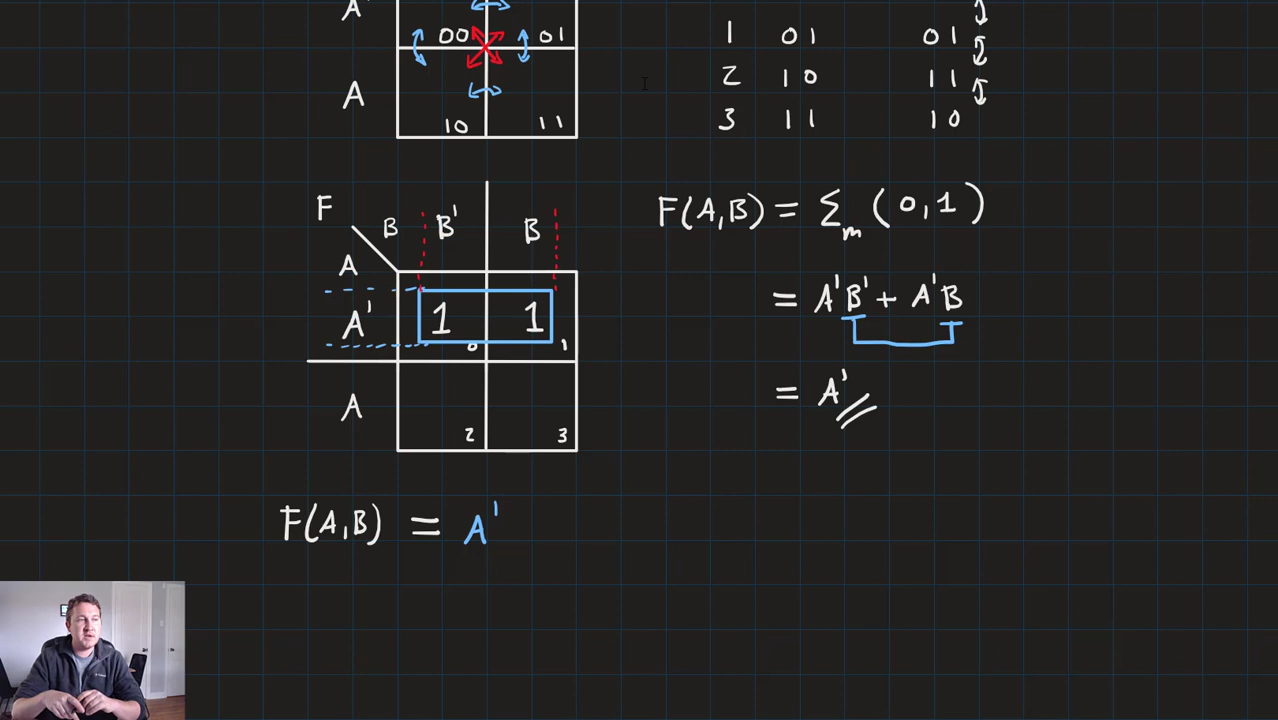 A'
00 01
A
10 11
1 01 01
2 10 11
3 11 10
F
B B' B
A
A' 1 1
0 1
A
2 3
F(A,B) = A'
F(A,B) = Σm (0,1)
= A'B' + A'B
= A'